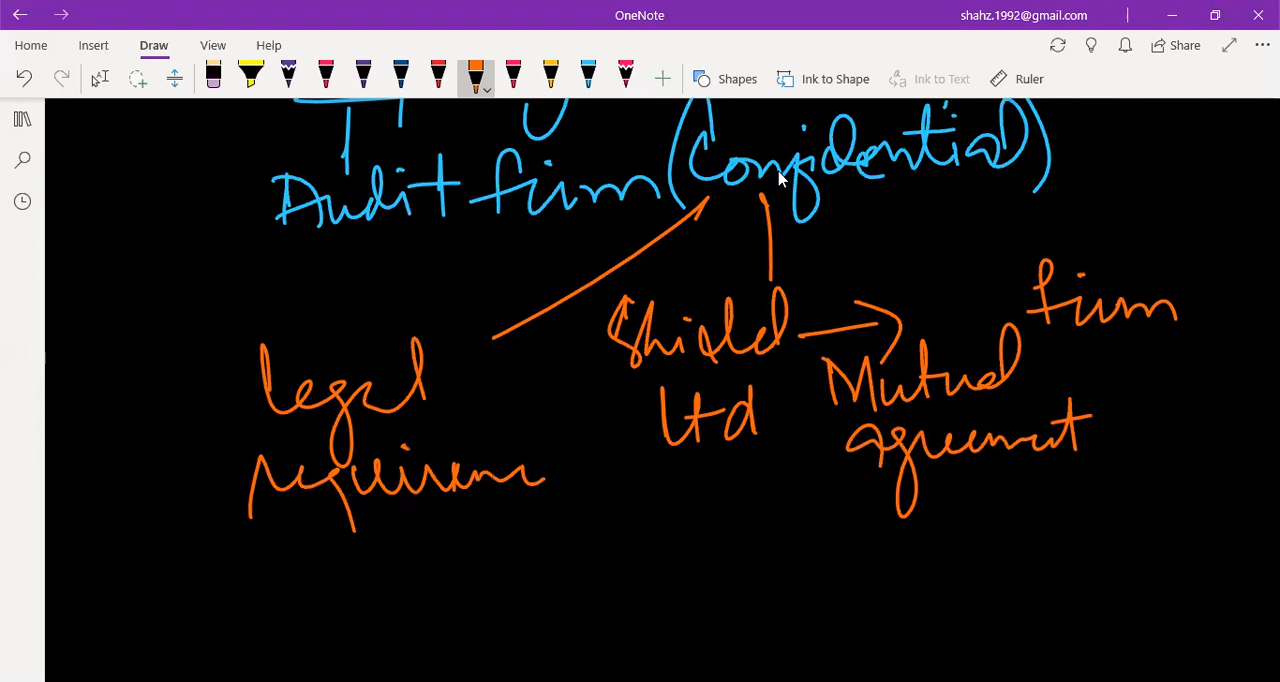 OneNote
shahz.1992@gmail.com
Home Insert Draw View Help
Share
Shapes
Ink to Shape
Ink to Text
Ruler
Audit firm (Confidential)
firm
Shield
Ltd
Mutual
agreement
legal
requireme